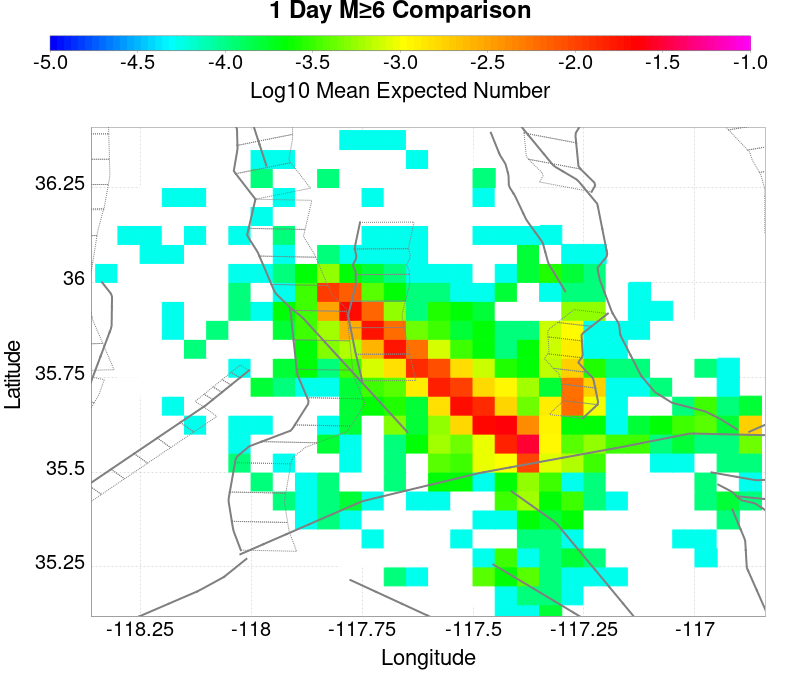 1 Day M≥6 Comparison
-5.0 -4.5 -4.0 -3.5 -3.0 -2.5 -2.0 -1.5 -1.0
Log10 Mean Expected Number
36.25
36
35.75
35.5
35.25
Latitude
-118.25 -118 -117.75 -117.5 -117.25 -117
Longitude